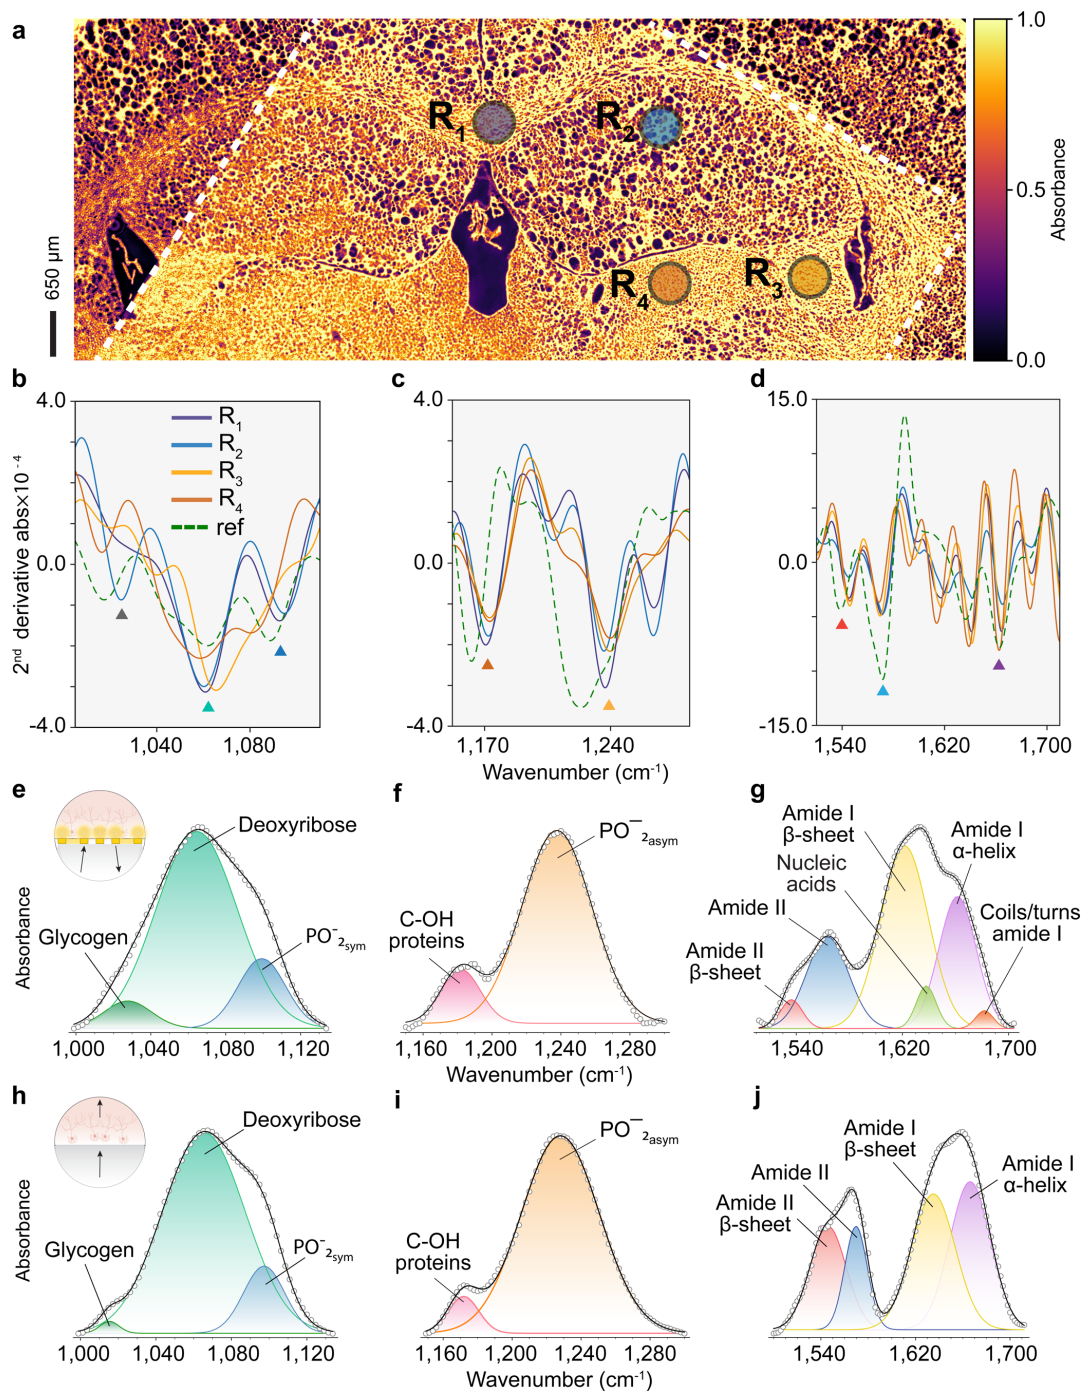 a
R1
R2
R3
R4
650 µm
1.0
0.5
0.0
Absorbance
b
c
d
4.0
0.0
-4.0
2nd derivative abs×10-4
R1
R2
R3
R4
ref
1,040
1,080
4.0
0.0
-4.0
1,170
1,240
Wavenumber (cm-1)
15.0
0.0
-15.0
1,540
1,620
1,700
e
f
g
Absorbance
Deoxyribose
Glycogen
PO-2sym
1,000
1,040
1,080
1,120
PO–2asym
C-OH
proteins
1,160
1,200
1,240
1,280
Wavenumber (cm-1)
Amide I
β-sheet
Nucleic
acids
Amide II
Amide II
β-sheet
Amide I
α-helix
Coils/turns
amide I
1,540
1,620
1,700
h
i
j
Absorbance
Deoxyribose
Glycogen
PO-2sym
1,000
1,040
1,080
1,120
PO–2asym
C-OH
proteins
1,160
1,200
1,240
1,280
Wavenumber (cm-1)
Amide I
β-sheet
Amide II
Amide II
β-sheet
Amide I
α-helix
1,540
1,620
1,700